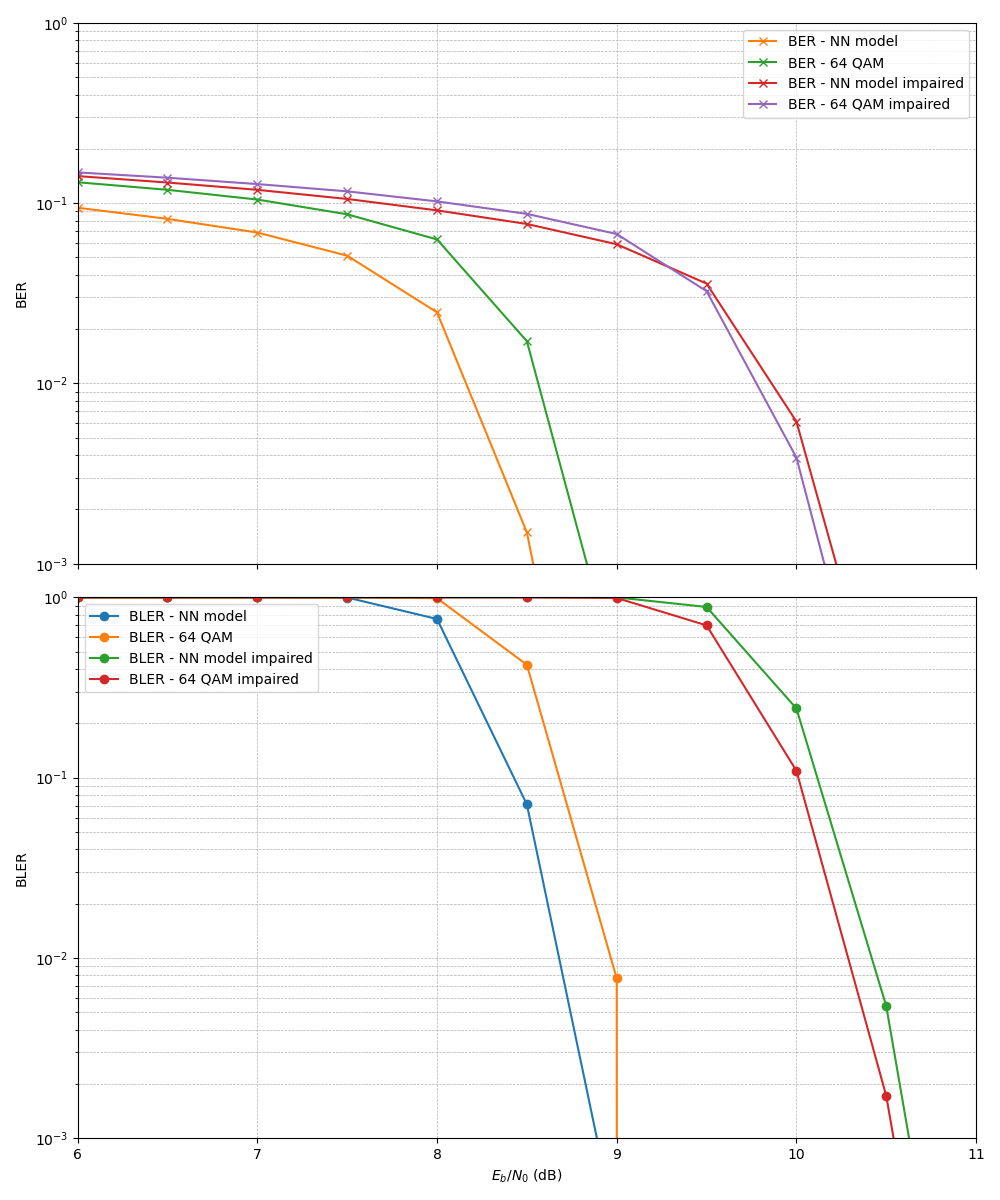 10⁰
10⁻¹
10⁻²
10⁻³
BER
BER - NN model
BER - 64 QAM
BER - NN model impaired
BER - 64 QAM impaired
10⁰
10⁻¹
10⁻²
10⁻³
BLER
BLER - NN model
BLER - 64 QAM
BLER - NN model impaired
BLER - 64 QAM impaired
6 7 8 9 10 11
E_b/N_0 (dB)